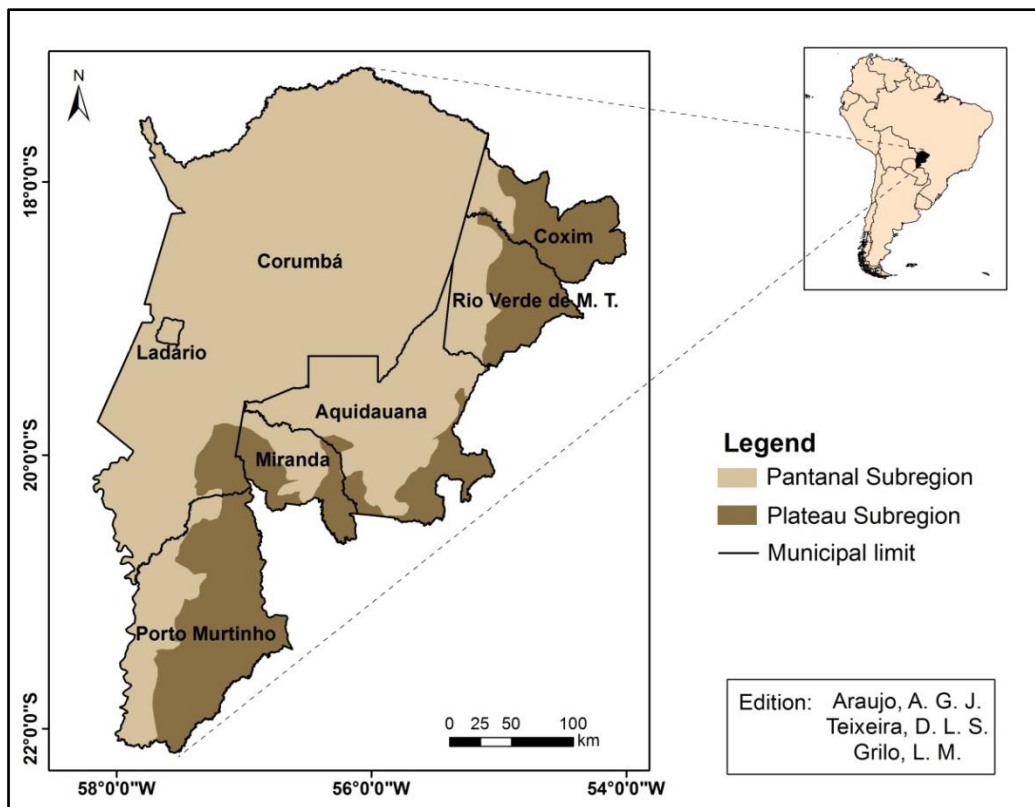 N
18°0'0"S
20°0'0"S
22°0'0"S
Corumbá
Coxim
Rio Verde de M. T.
Ladário
Aquidauana
Miranda
Porto Murtinho
0 25 50 100
km
58°0'0"W
56°0'0"W
54°0'0"W
Legend
Pantanal Subregion
Plateau Subregion
Municipal limit
Edition: Araujo, A. G. J.
Teixeira, D. L. S.
Grilo, L. M.